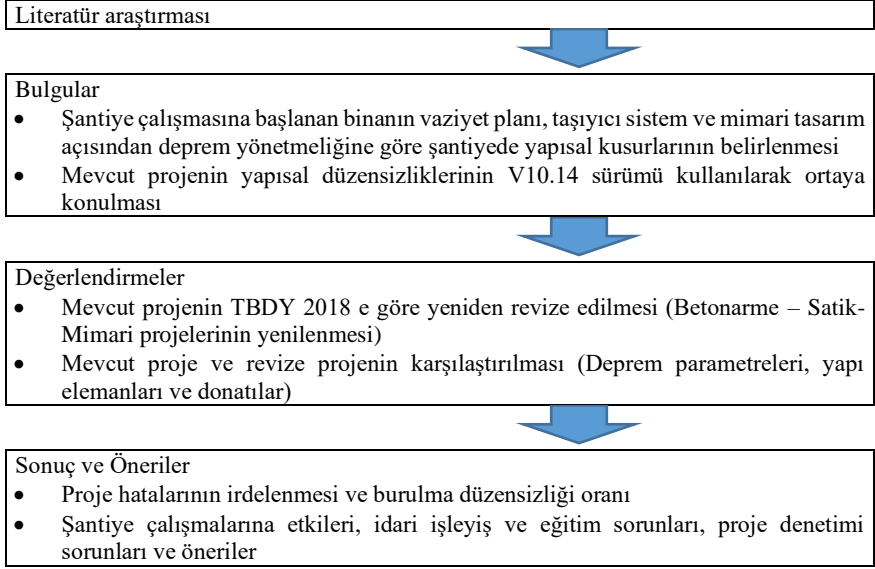 Literatür araştırması
Bulgular
• Şantiye çalışmasına başlanan binanın vaziyet planı, taşıyıcı sistem ve mimari tasarım
açısından deprem yönetmeliğine göre şantiyede yapısal kusurlarının belirlenmesi
• Mevcut projenin yapısal düzensizliklerinin V10.14 sürümü kullanılarak ortaya
konulması
Değerlendirmeler
• Mevcut projenin TBDY 2018 e göre yeniden revize edilmesi (Betonarme – Satik-
Mimari projelerinin yenilenmesi)
• Mevcut proje ve revize projenin karşılaştırılması (Deprem parametreleri, yapı
elemanları ve donatılar)
Sonuç ve Öneriler
• Proje hatalarının irdelenmesi ve burulma düzensizliği oranı
• Şantiye çalışmalarına etkileri, idari işleyiş ve eğitim sorunları, proje denetimi
sorunları ve öneriler